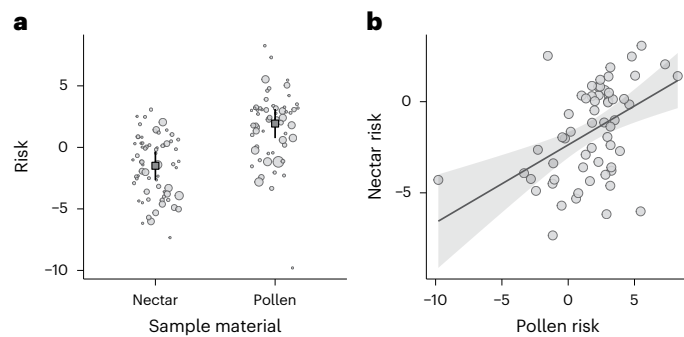 a
Risk
5
0
−5
−10
Nectar
Pollen
Sample material
b
Nectar risk
0
−5
−10
−5
0
5
Pollen risk